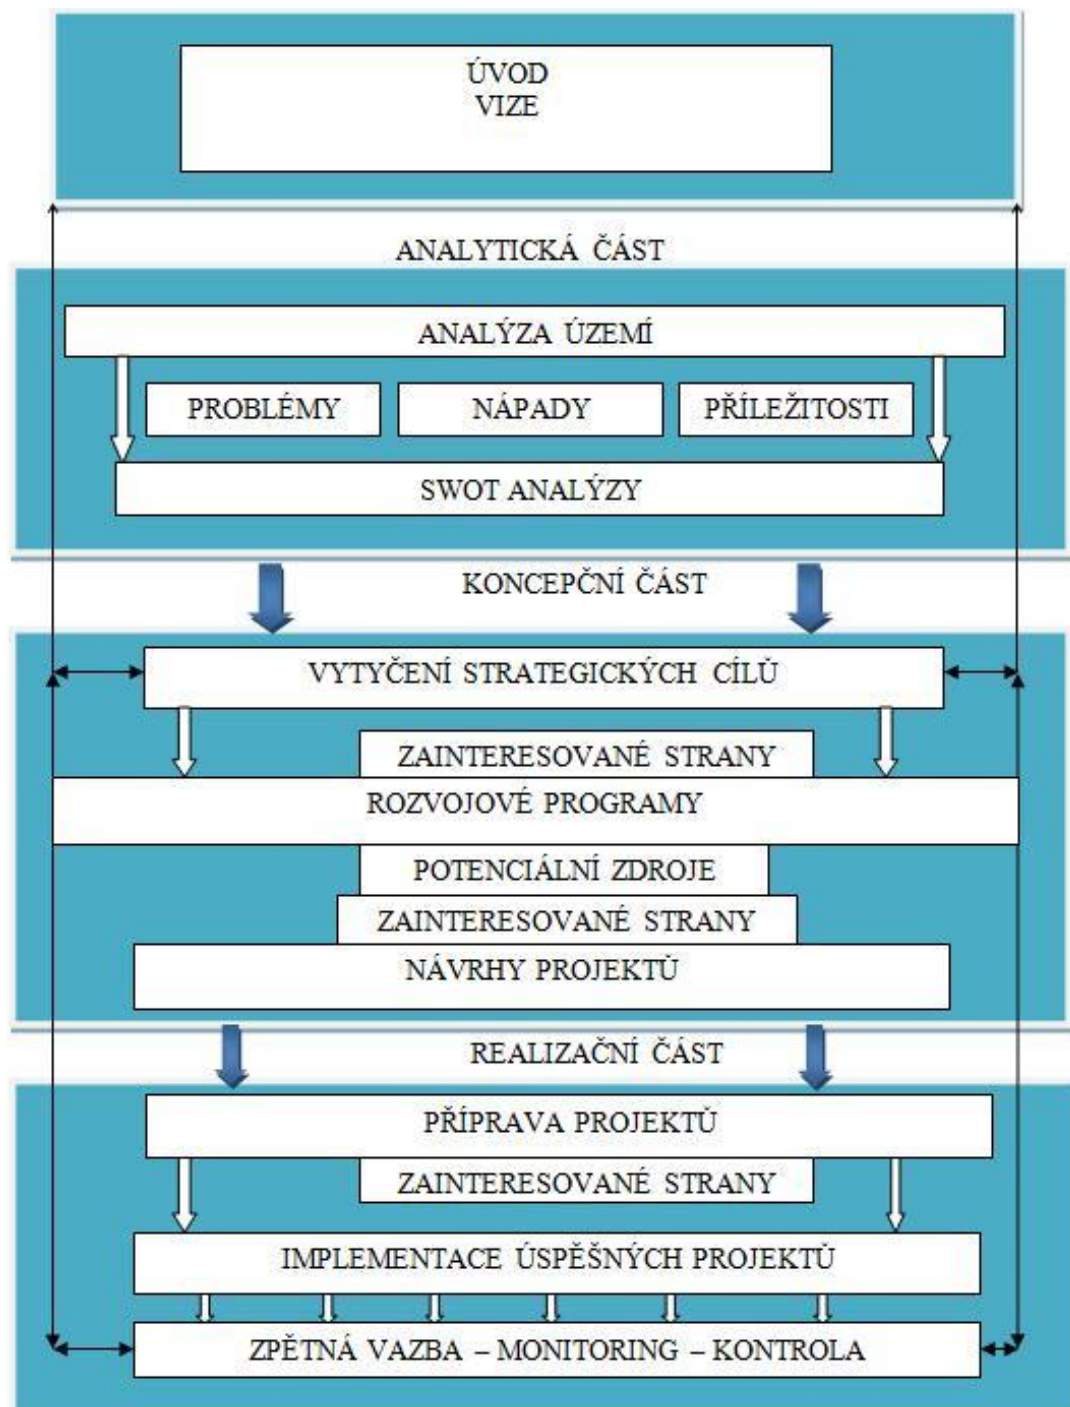 ÚVOD
VIZE
ANALYTICKÁ ČÁST
ANALÝZA ÚZEMÍ
PROBLÉMY
NÁPADY
PŘÍLEŽITOSTI
SWOT ANALÝZY
KONCEPČNÍ ČÁST
VYTYČENÍ STRATEGICKÝCH CÍLŮ
ZAINTERESOVANÉ STRANY
ROZVOJOVÉ PROGRAMY
POTENCIÁLNÍ ZDROJE
ZAINTERESOVANÉ STRANY
NÁVRHY PROJEKTŮ
REALIZAČNÍ ČÁST
PŘÍPRAVA PROJEKTŮ
ZAINTERESOVANÉ STRANY
IMPLEMENTACE ÚSPĚŠNÝCH PROJEKTŮ
ZPĚTNÁ VAZBA – MONITORING – KONTROLA